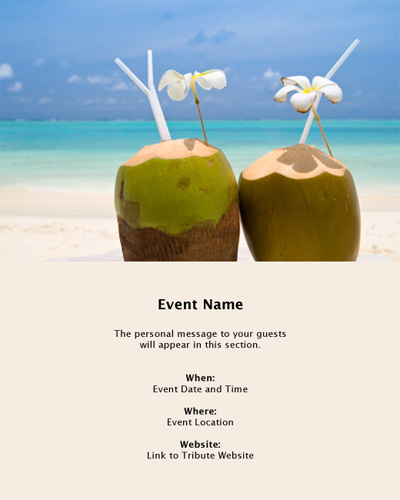 Event Name
The personal message to your guests
will appear in this section.
When:
Event Date and Time
Where:
Event Location
Website:
Link to Tribute Website